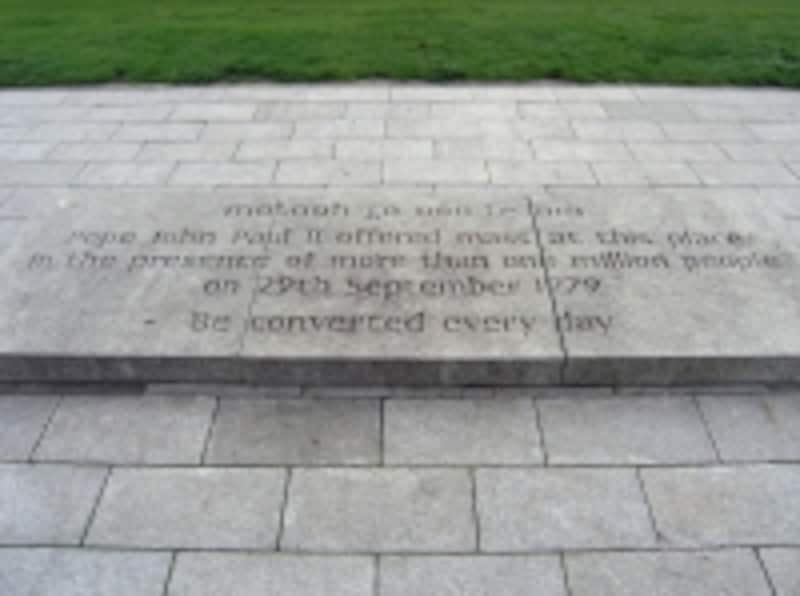 Pope John Paul II offered mass at this place
in the presence of more than one million people
on 29th September 1979
- Be converted every day